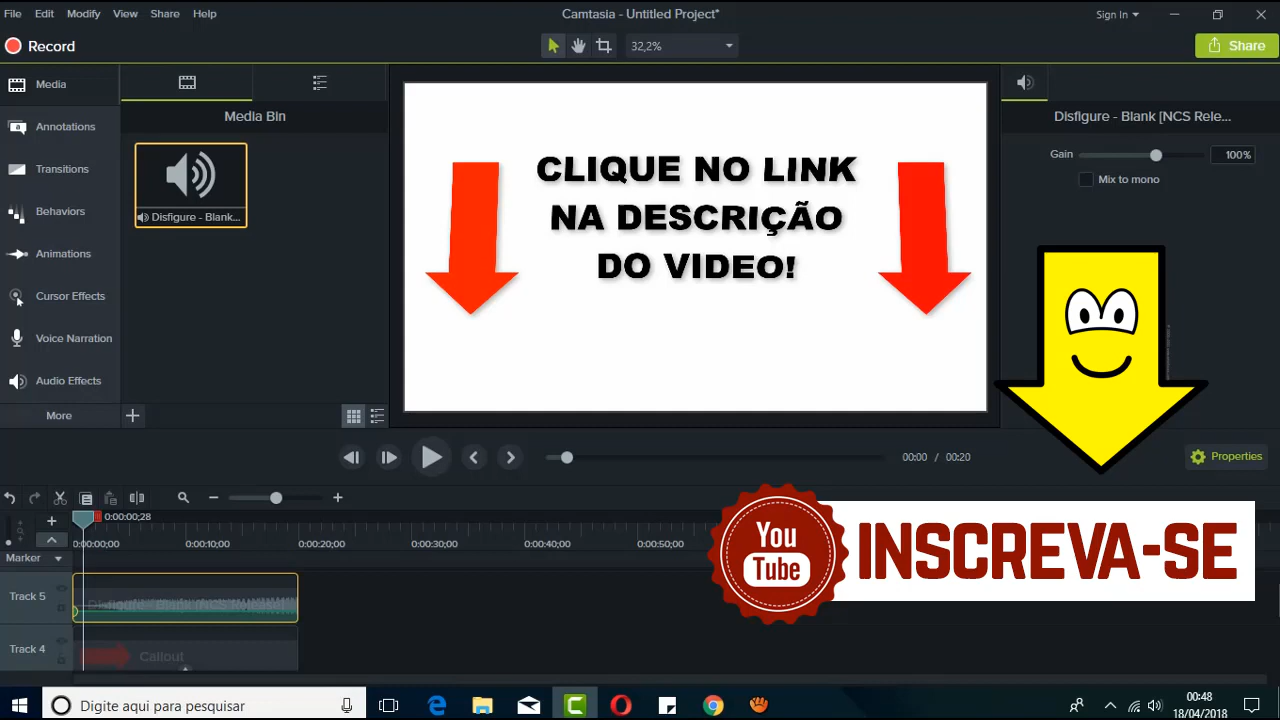 File Edit Modify View Share Help
Camtasia - Untitled Project*
Sign In
Record
32,2%
Share
Media
Annotations
Transitions
Behaviors
Animations
Cursor Effects
Voice Narration
Audio Effects
More
Media Bin
Disfigure - Blank...
CLIQUE NO LINK
NA DESCRIÇÃO
DO VIDEO!
Disfigure - Blank [NCS Rele...
Gain 100%
Mix to mono
00:00 / 00:20
Properties
0:00:00;28
0:00:00;00 0:00:10;00 0:00:20;00 0:00:30;00 0:00:40;00 0:00:50;00
Marker
Track 5
Disfigure - Blank [NCS Release]
Track 4
Callout
You
Tube
INSCREVA-SE
Digite aqui para pesquisar
00:48
18/04/2018